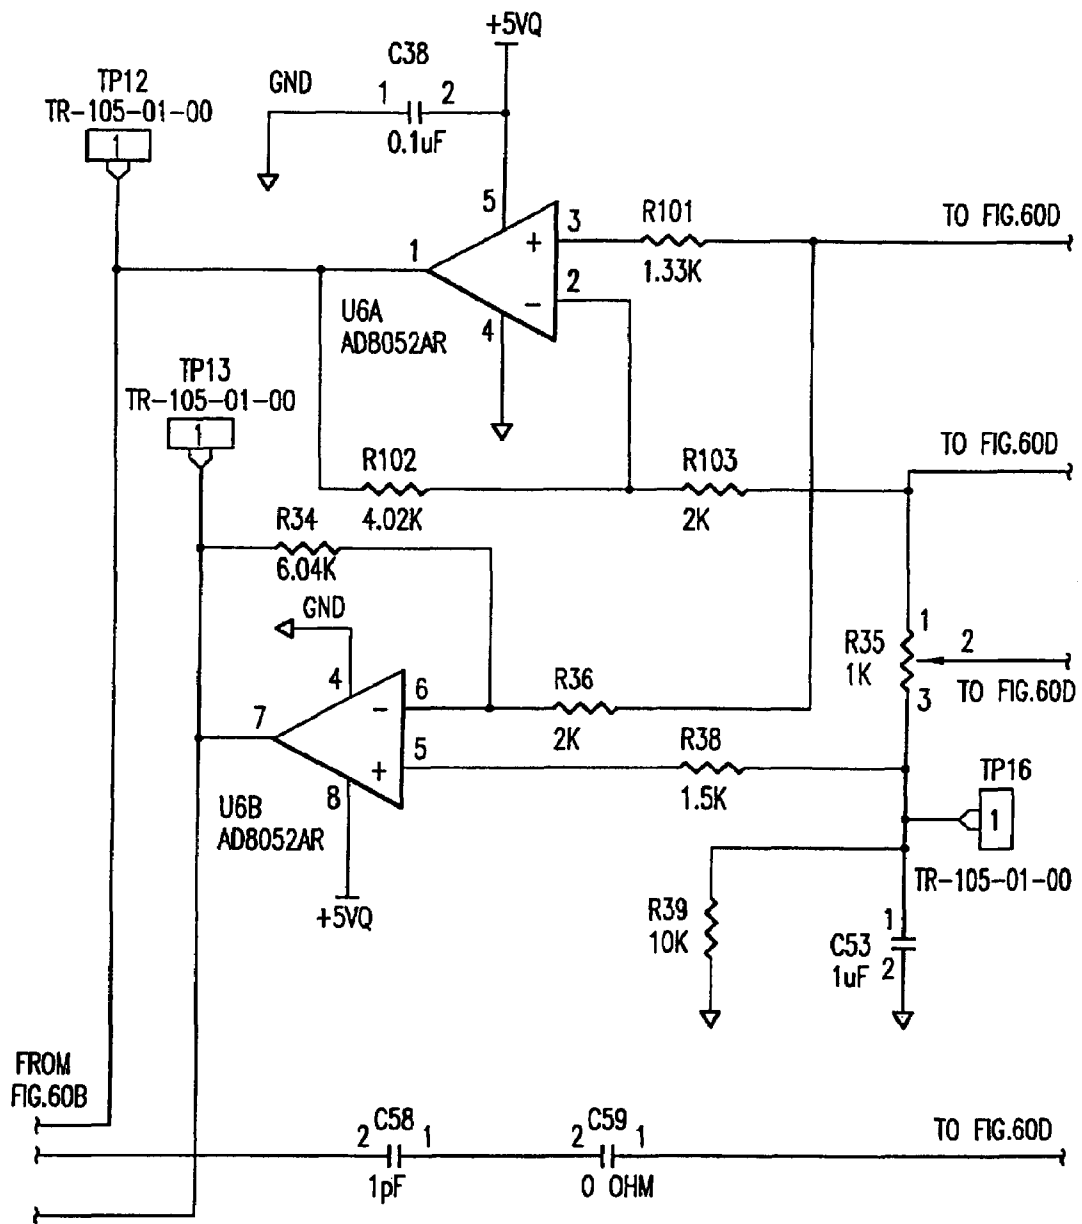 +5VQ
C38
GND
1 2
0.1uF
TP12
TR-105-01-00
1
5
R101
TO FIG.60D
3
1
+
1.33K
2
−
U6A
AD8052AR
4
TP13
TR-105-01-00
1
R102
4.02K
R103
2K
TO FIG.60D
R34
6.04K
GND
1
R35
1K
2
TO FIG.60D
3
4
6
R36
2K
7
−
5
R38
1.5K
+
8
U6B
AD8052AR
TP16
1
TR-105-01-00
+5VQ
R39
10K
1
C53
1uF
2
FROM
FIG.60B
C58
2 1
1pF
C59
2 1
0 OHM
TO FIG.60D